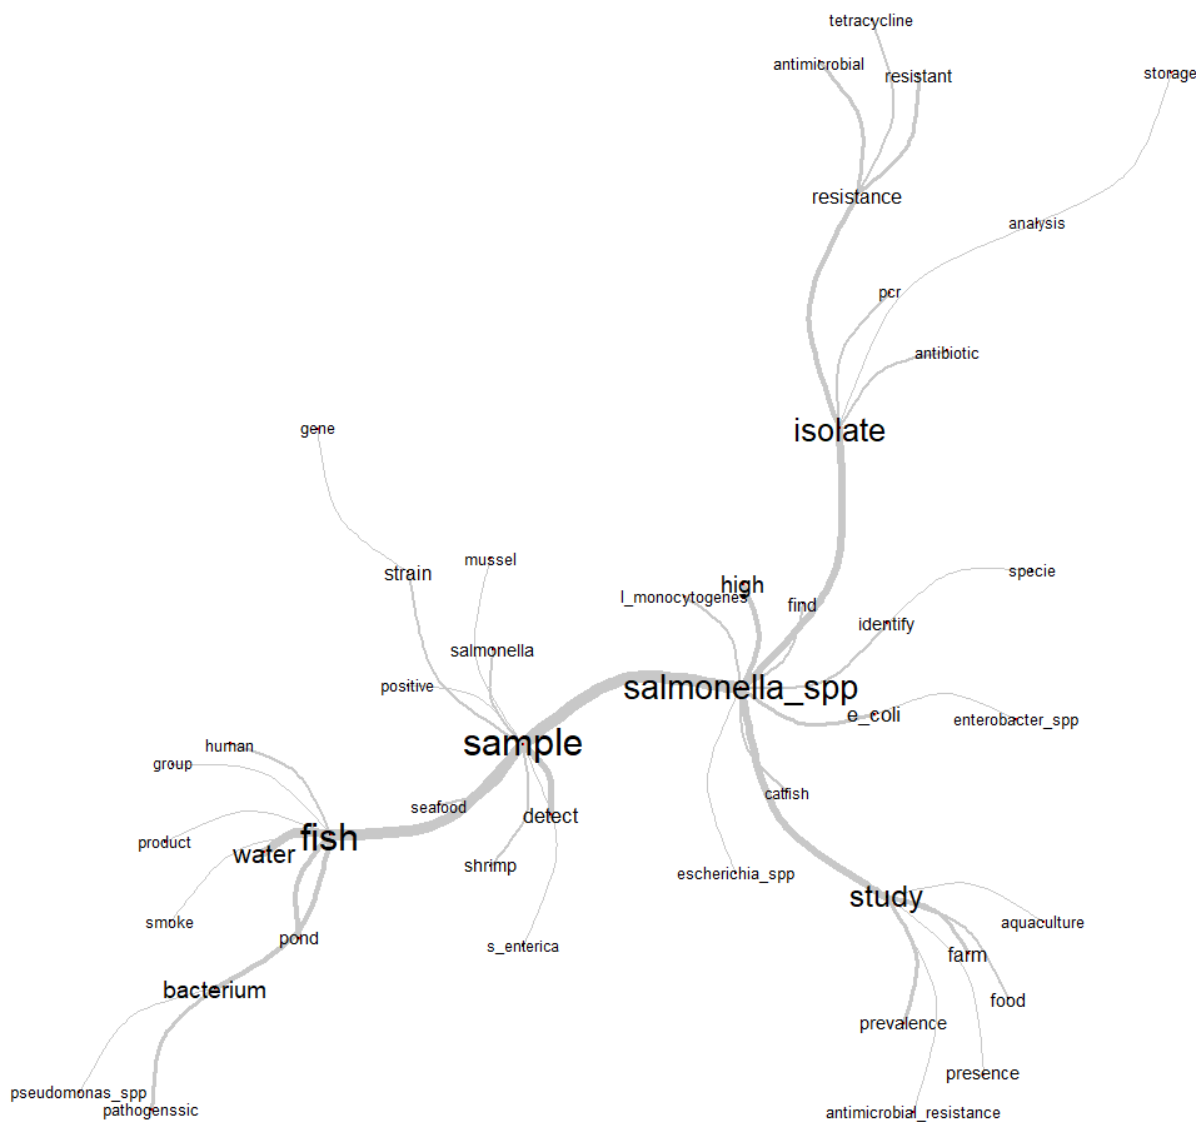 tetracycline
antimicrobial
resistant
storage
resistance
analysis
pcr
antibiotic
isolate
gene
mussel
strain
specie
high
l_monocytogenes
find
identify
salmonella
positive
salmonella_spp
e_coli
enterobacter_spp
sample
human
group
catfish
seafood
detect
product
fish
water
shrimp
escherichia_spp
study
smoke
aquaculture
pond
s_enterica
farm
bacterium
food
prevalence
presence
pseudomonas_spp
pathogenssic
antimicrobial_resistance